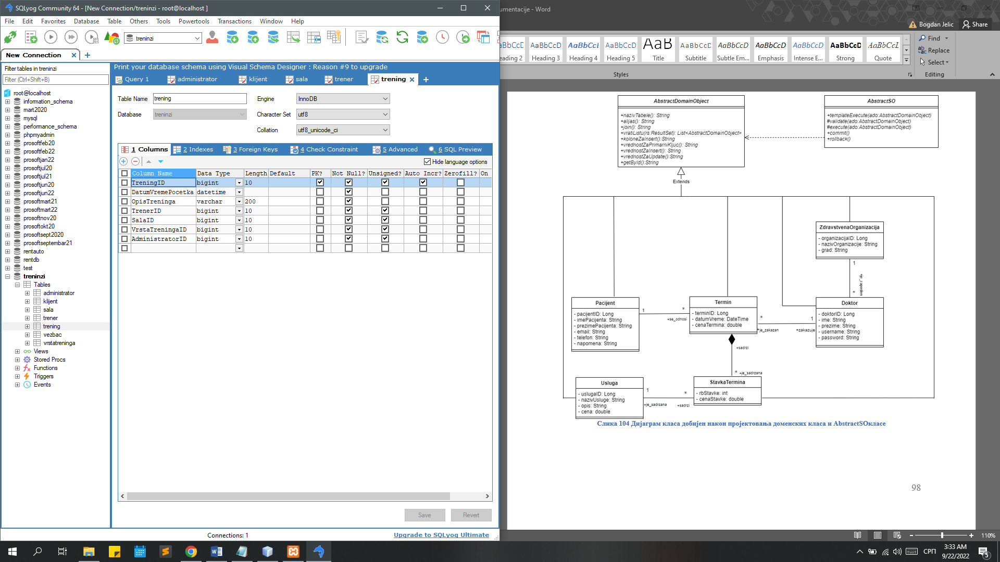 SQLyog Community 64 - [New Connection/treninzi - root@localhost ]
File Edit Favorites Database Table Others Tools Powertools Transactions Window Help
treninzi
New Connection
Filter tables in treninzi
Filter (Ctrl+Shift+B)
root@localhost
infomation_schema
mart2020
mysql
perfomance_schema
phpmyadmin
prosoftfeb20
prosoftfeb22
prosoftjan22
prosoftjul20
prosoftjul21
prosoftjun20
prosoftjun22
prosoftmart21
prosoftmart22
prosoftnov20
prosoftokt20
prosoftsept2020
prosoftseptembar21
rentauto
rentdb
test
treninzi
Tables
administrator
klijent
sala
trener
trening
vezbac
vrstatreninga
Views
Stored Procs
Functions
Triggers
Events
Print your database schema using Visual Schema Designer : Reason #9 to upgrade
Query 1 administrator klijent sala trener trening
Table Name trening Engine InnoDB
Database treninzi Character Set utf8
Collation utf8_unicode_ci
1 Columns 2 Indexes 3 Foreign Keys 4 Check Constraint 5 Advanced 6 SQL Preview
Hide language options
Column Name Data Type Length Default PK? Not Null? Unsigned? Auto Incr? Zerofill? On
TreningID bigint 10
DatumVremePocetka datetime
OpisTreninga varchar 200
TrenerID bigint 10
SalaID bigint 10
VrstaTreningaID bigint 10
AdministratorID bigint 10
Save Revert
Connections: 1 Upgrade to SQLyog Ultimate
umentacije - Word
Bogdan Jelic Share
AaBbCcD AaBbCcD AaBbCcI AaBbCcD AaB AaBbCcD AaBbCcD AaBbCcD AaBbCcD AaBbCcD AaBbCcD
eading 2 Heading 3 Heading 4 Heading 5 Title Subtitle Subtle Em... Emphasis Intense E... Strong Quote
Find
Replace
Select
Styles Editing
AbstractDomainObject
+nazivTabele(): String
+alijas(): String
+join(): String
+vratiListu(rs:ResultSet): List<AbstractDomainObject>
+koloneZaInsert():String
+vrednostZaPrimarniKljuc(): String
+vrednostZaInsert(): String
+vrednostZaUpdate():String
+getById():String
AbstractSO
+templateExecute(ado:AbstractDomainObject)
#validate(ado:AbstractDomainObject)
#execute(ado:AbstractDomainObject)
+commit()
+rollback()
Extends
ZdravstvenaOrganizacija
- organizacijaID: Long
- nazivOrganizacije: String
- grad: String
1
+je_zaposlen
*
Pacijent
- pacijentID: Long
- imePacijenta: String
- prezimePacijenta: String
- email: String
- telefon: String
- napomena: String
1 *
+se_odnosi
Termin
- terminID: Long
- datumVreme: DateTime
- cenaTermina: double
* 1
+je_zakazan +zakazuje
Doktor
- doktorID: Long
- ime: String
- prezime: String
- username: String
- password: String
+sadrzi
* +je_sadrzana
Usluga
- uslugaID: Long
- nazivUsluge: String
- opis: String
- cena: double
1 *
+je_sadrzana +sadrzi
StavkaTermina
- rbStavke: int
- cenaStavke: double
Слика 104 Дијаграм класа добијен након пројектовања доменских класа и AbstractSOкласе
98
110%
СРП
3:33 AM
9/22/2022
5